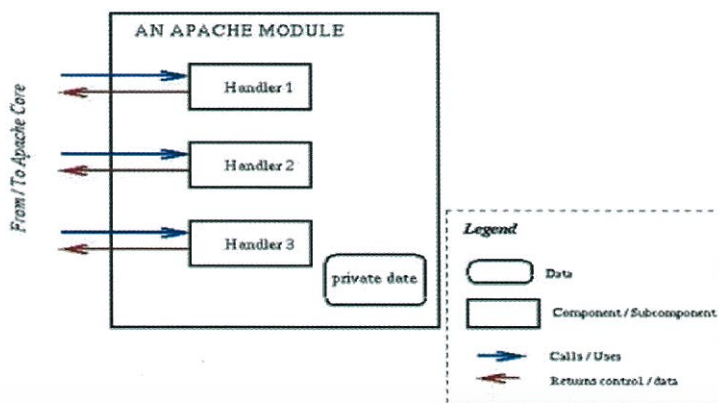 AN APACHE MODULE
From / To Apache Core
Handler 1
Handler 2
Handler 3
private date
Legend
Data
Component / Subcomponent
Calls / Uses
Returns control / data